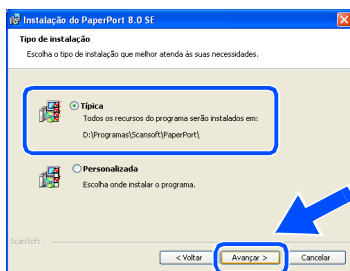 Instalação do PaperPort 8.0 SE
Tipo de instalação
Escolha o tipo de instalação que melhor atenda às suas necessidades.
Típica
Todos os recursos do programa serão instalados em:
D:\Programas\Scansoft\PaperPort\
Personalizada
Escolha onde instalar o programa.
ScanSoft
< Voltar
Avançar >
Cancelar